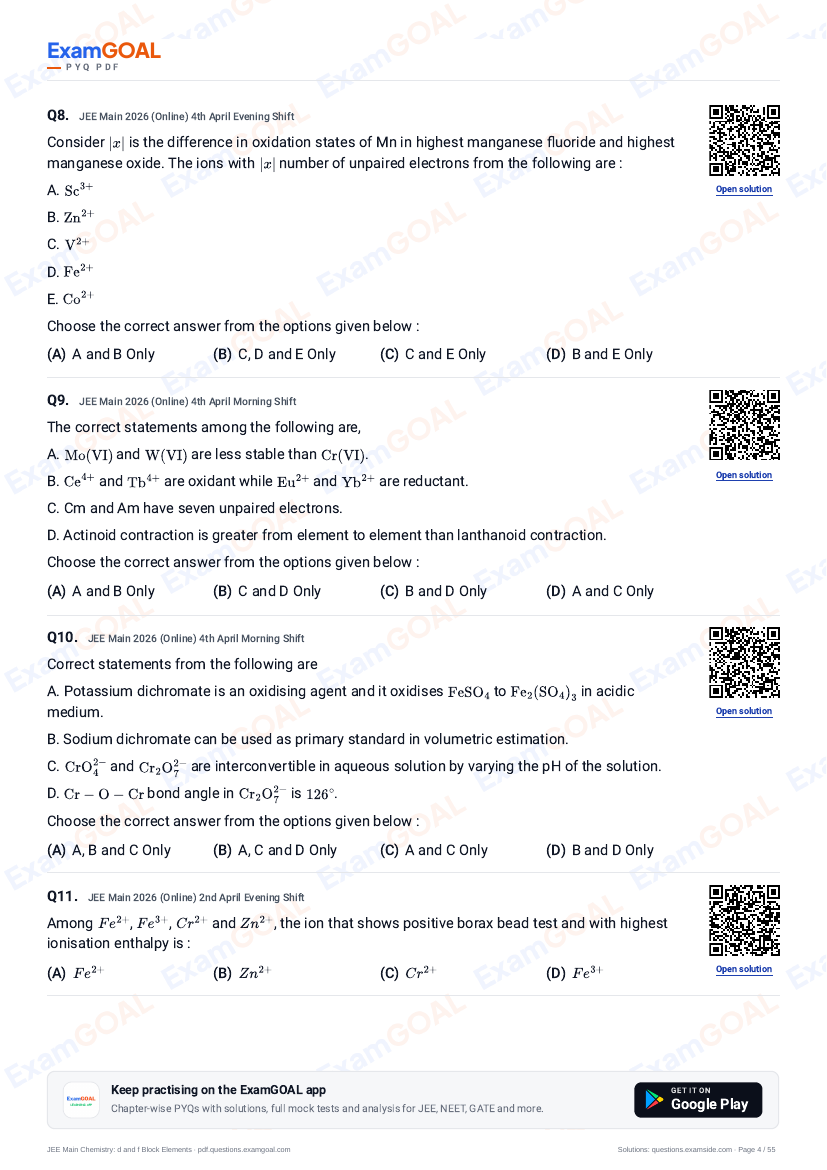 ExamGOAL
PYQ PDF
Q8. JEE Main 2026 (Online) 4th April Evening Shift
Consider |x| is the difference in oxidation states of Mn in highest manganese fluoride and highest
manganese oxide. The ions with |x| number of unpaired electrons from the following are :
Open solution
A. Sc³⁺
B. Zn²⁺
C. V²⁺
D. Fe²⁺
E. Co²⁺
Choose the correct answer from the options given below :
(A) A and B Only (B) C, D and E Only (C) C and E Only (D) B and E Only
Q9. JEE Main 2026 (Online) 4th April Morning Shift
The correct statements among the following are,
A. Mo(VI) and W(VI) are less stable than Cr(VI).
Open solution
B. Ce⁴⁺ and Tb⁴⁺ are oxidant while Eu²⁺ and Yb²⁺ are reductant.
C. Cm and Am have seven unpaired electrons.
D. Actinoid contraction is greater from element to element than lanthanoid contraction.
Choose the correct answer from the options given below :
(A) A and B Only (B) C and D Only (C) B and D Only (D) A and C Only
Q10. JEE Main 2026 (Online) 4th April Morning Shift
Correct statements from the following are
A. Potassium dichromate is an oxidising agent and it oxidises FeSO₄ to Fe₂(SO₄)₃ in acidic
medium.
Open solution
B. Sodium dichromate can be used as primary standard in volumetric estimation.
C. CrO₄²⁻ and Cr₂O₇²⁻ are interconvertible in aqueous solution by varying the pH of the solution.
D. Cr − O − Cr bond angle in Cr₂O₇²⁻ is 126°.
Choose the correct answer from the options given below :
(A) A, B and C Only (B) A, C and D Only (C) A and C Only (D) B and D Only
Q11. JEE Main 2026 (Online) 2nd April Evening Shift
Among Fe²⁺, Fe³⁺, Cr²⁺ and Zn²⁺, the ion that shows positive borax bead test and with highest
ionisation enthalpy is :
(A) Fe²⁺ (B) Zn²⁺ (C) Cr²⁺ (D) Fe³⁺
Open solution
ExamGOAL
Keep practising on the ExamGOAL app
Chapter-wise PYQs with solutions, full mock tests and analysis for JEE, NEET, GATE and more.
GET IT ON
Google Play
JEE Main Chemistry: d and f Block Elements · pdf.questions.examgoal.com
Solutions: questions.examside.com · Page 4 / 55